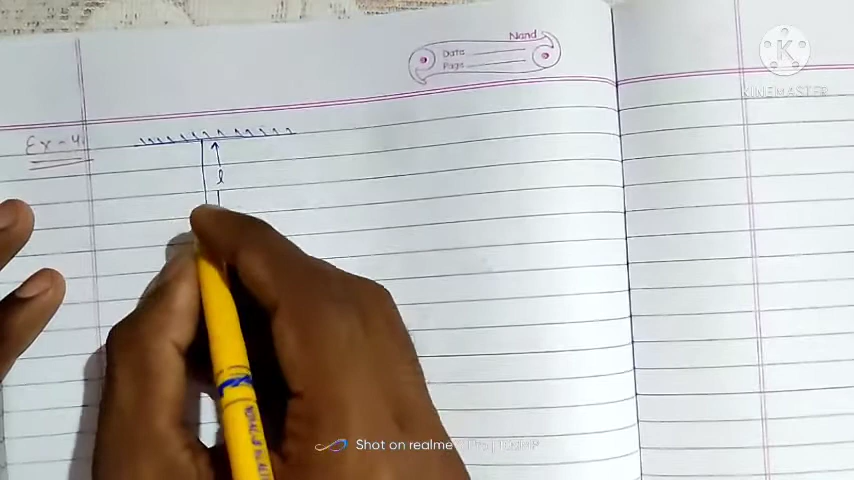 Nand
Date
Page
K
KINEMASTER
Ex-4.
l
Shot on realme